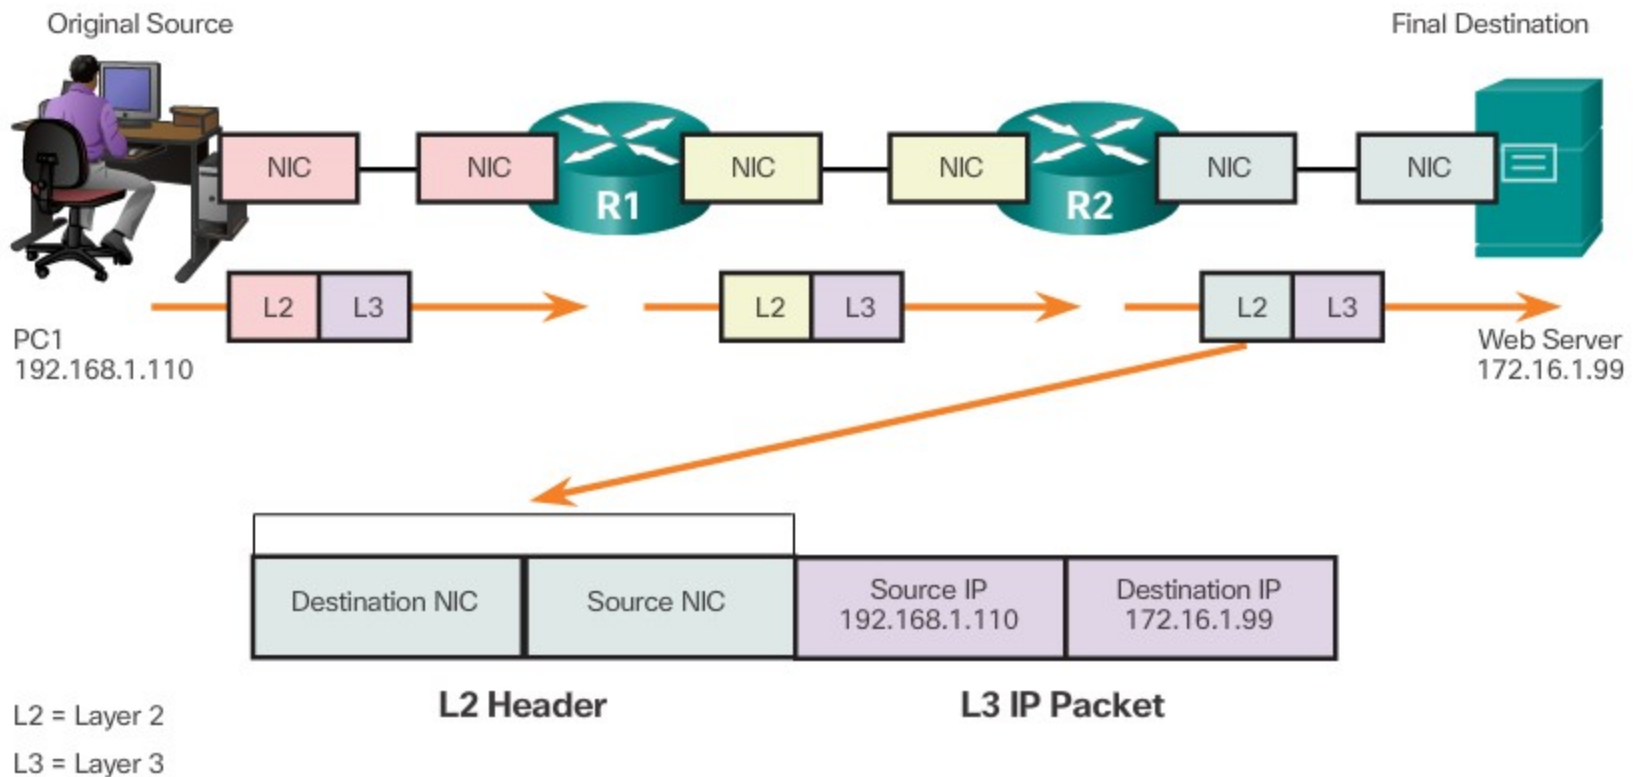 Original Source
Final Destination
NIC
NIC
R1
NIC
NIC
R2
NIC
NIC
L2
L3
L2
L3
L2
L3
PC1
192.168.1.110
Web Server
172.16.1.99
Destination NIC
Source NIC
Source IP
192.168.1.110
Destination IP
172.16.1.99
L2 Header
L3 IP Packet
L2 = Layer 2
L3 = Layer 3